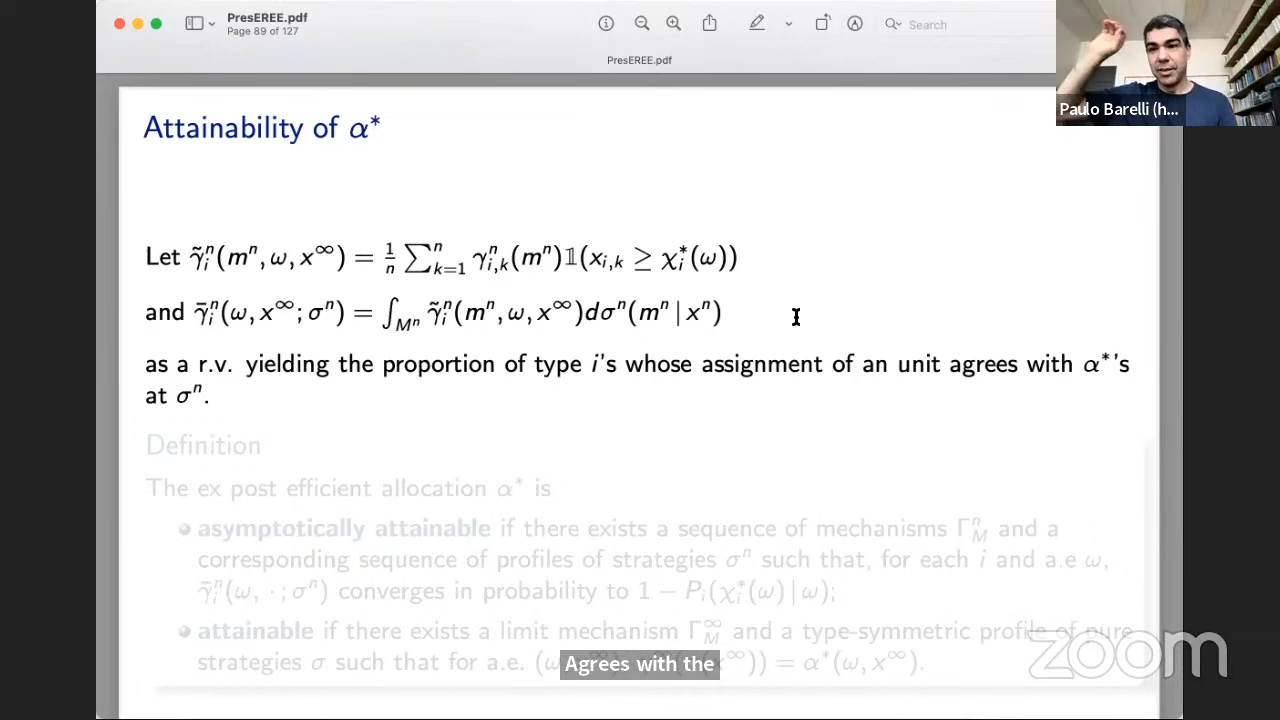 PresEREE.pdf
Page 89 of 127
Search
PresEREE.pdf
Paulo Barelli (h...
Attainability of α*
Let γ̃ᵢⁿ(mⁿ, ω, x^∞) = 1/n ∑ₖ₌₁ⁿ γᵢ,ₖⁿ(mⁿ)𝟙(xᵢ,ₖ ≥ χᵢ*(ω))
and γ̄ᵢⁿ(ω, x^∞; σⁿ) = ∫_{Mⁿ} γ̃ᵢⁿ(mⁿ, ω, x^∞)dσⁿ(mⁿ | xⁿ)
as a r.v. yielding the proportion of type i's whose assignment of an unit agrees with α*'s
at σⁿ.
Definition
The ex post efficient allocation α* is
asymptotically attainable if there exists a sequence of mechanisms Γ_Mⁿ and a
corresponding sequence of profiles of strategies σⁿ such that, for each i and a.e ω,
γ̄ᵢⁿ(ω, · ; σⁿ) converges in probability to 1 − Pᵢ(χᵢ*(ω) | ω);
attainable if there exists a limit mechanism Γ_M^∞ and a type-symmetric profile of pure
strategies σ such that for a.e. (ω, x^∞)) = α*(ω, x^∞).
Agrees with the
zoom